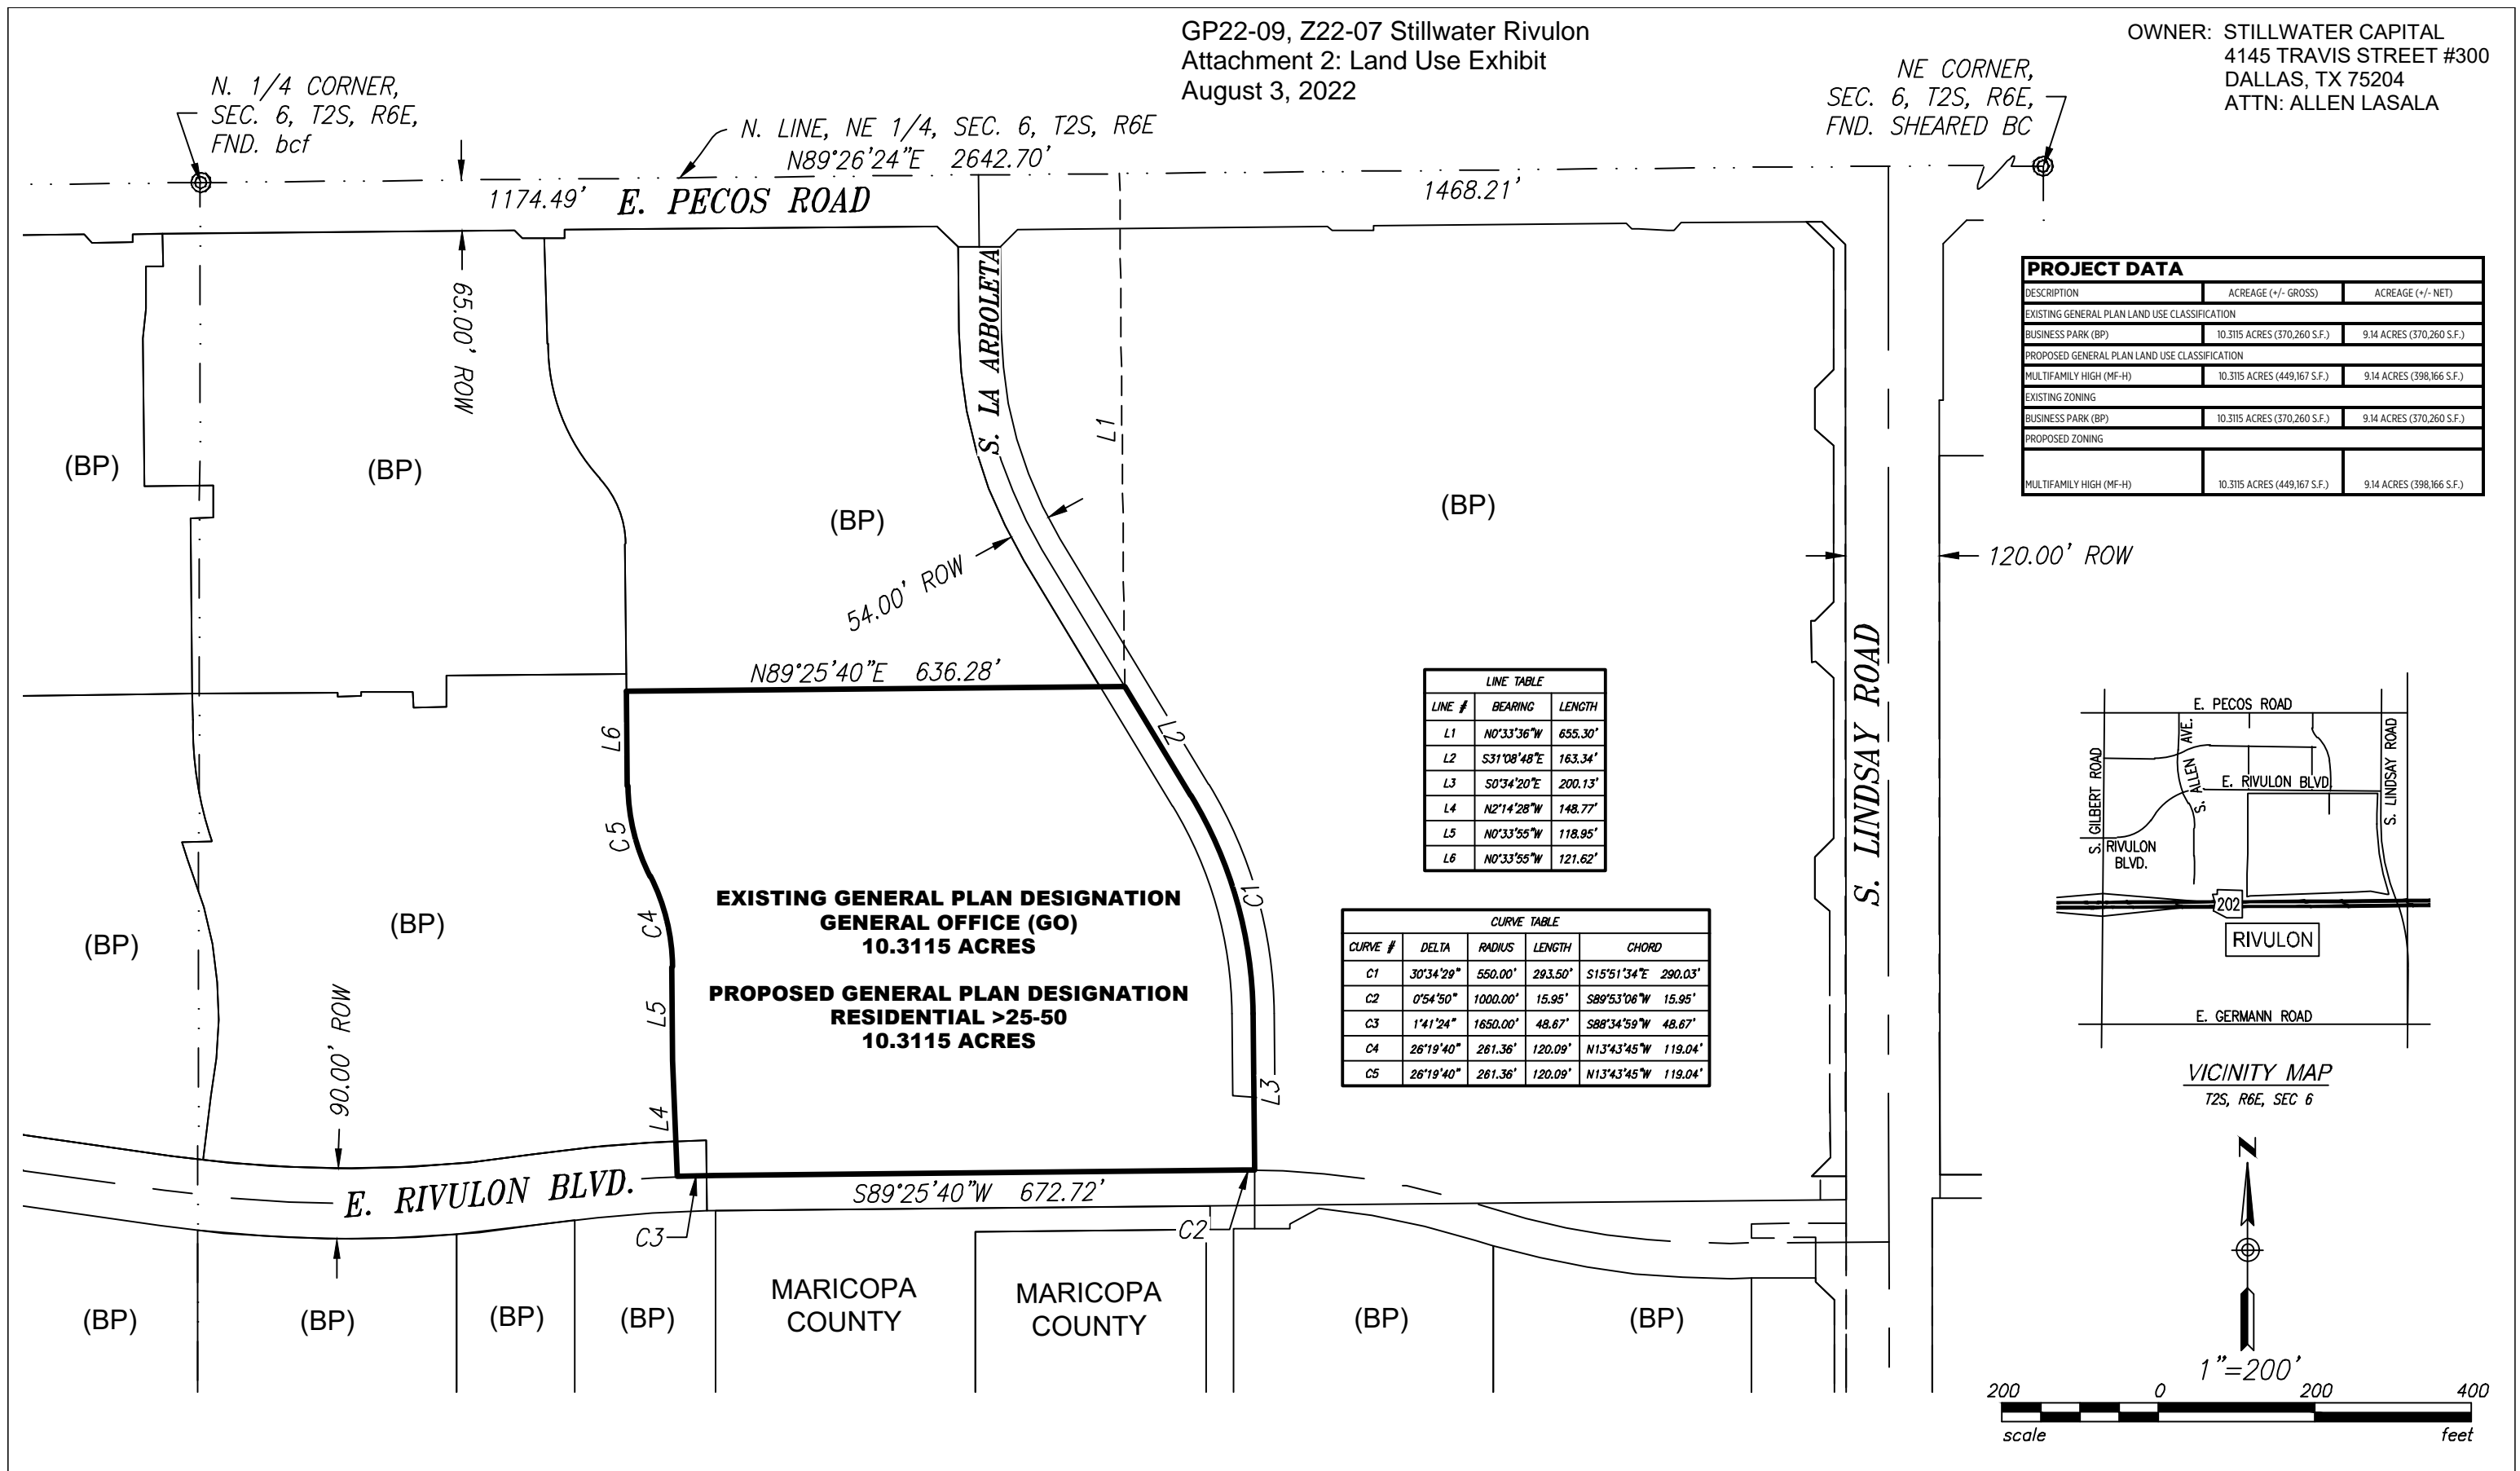 GP22-09, Z22-07 Stillwater Rivulon
Attachment 2: Land Use Exhibit
August 3, 2022
OWNER: STILLWATER CAPITAL
4145 TRAVIS STREET #300
DALLAS, TX 75204
ATTN: ALLEN LASALA
N. 1/4 CORNER,
SEC. 6, T2S, R6E,
FND. bcf
N. LINE, NE 1/4, SEC. 6, T2S, R6E
N89°26'24"E 2642.70'
NE CORNER,
SEC. 6, T2S, R6E,
FND. SHEARED BC
1174.49'
E. PECOS ROAD
1468.21'
65.00' ROW
S. LA ARBOLETA
L1
(BP)
(BP)
(BP)
(BP)
54.00' ROW
120.00' ROW
S. LINDSAY ROAD
PROJECT DATA
DESCRIPTION ACREAGE (+/- GROSS) ACREAGE (+/- NET)
EXISTING GENERAL PLAN LAND USE CLASSIFICATION
BUSINESS PARK (BP) 10.3115 ACRES (370,260 S.F.) 9.14 ACRES (370,260 S.F.)
PROPOSED GENERAL PLAN LAND USE CLASSIFICATION
MULTIFAMILY HIGH (MF-H) 10.3115 ACRES (449,167 S.F.) 9.14 ACRES (398,166 S.F.)
EXISTING ZONING
BUSINESS PARK (BP) 10.3115 ACRES (370,260 S.F.) 9.14 ACRES (370,260 S.F.)
PROPOSED ZONING
MULTIFAMILY HIGH (MF-H) 10.3115 ACRES (449,167 S.F.) 9.14 ACRES (398,166 S.F.)
N89°25'40"E 636.28'
L6
L2
C5
C4
C1
L5
L4
L3
EXISTING GENERAL PLAN DESIGNATION
GENERAL OFFICE (GO)
10.3115 ACRES
PROPOSED GENERAL PLAN DESIGNATION
RESIDENTIAL >25-50
10.3115 ACRES
(BP)
(BP)
90.00' ROW
LINE TABLE
LINE # BEARING LENGTH
L1 N0°33'36"W 655.30'
L2 S31°08'48"E 163.34'
L3 S0°34'20"E 200.13'
L4 N2°14'28"W 148.77'
L5 N0°33'55"W 118.95'
L6 N0°33'55"W 121.62'
CURVE TABLE
CURVE # DELTA RADIUS LENGTH CHORD
C1 30°34'29" 550.00' 293.50' S15°51'34"E 290.03'
C2 0°54'50" 1000.00' 15.95' S89°53'06"W 15.95'
C3 1°41'24" 1650.00' 48.67' S88°34'59"W 48.67'
C4 26°19'40" 261.36' 120.09' N13°43'45"W 119.04'
C5 26°19'40" 261.36' 120.09' N13°43'45"W 119.04'
E. RIVULON BLVD.
S89°25'40"W 672.72'
C3
C2
(BP)
(BP)
(BP)
(BP)
MARICOPA
COUNTY
MARICOPA
COUNTY
(BP)
(BP)
E. PECOS ROAD
S. GILBERT ROAD
S. ALLEN AVE.
E. RIVULON BLVD
S. LINDSAY ROAD
RIVULON
BLVD.
202
RIVULON
E. GERMANN ROAD
VICINITY MAP
T2S, R6E, SEC 6
N
1"=200'
200 0 200 400
scale feet